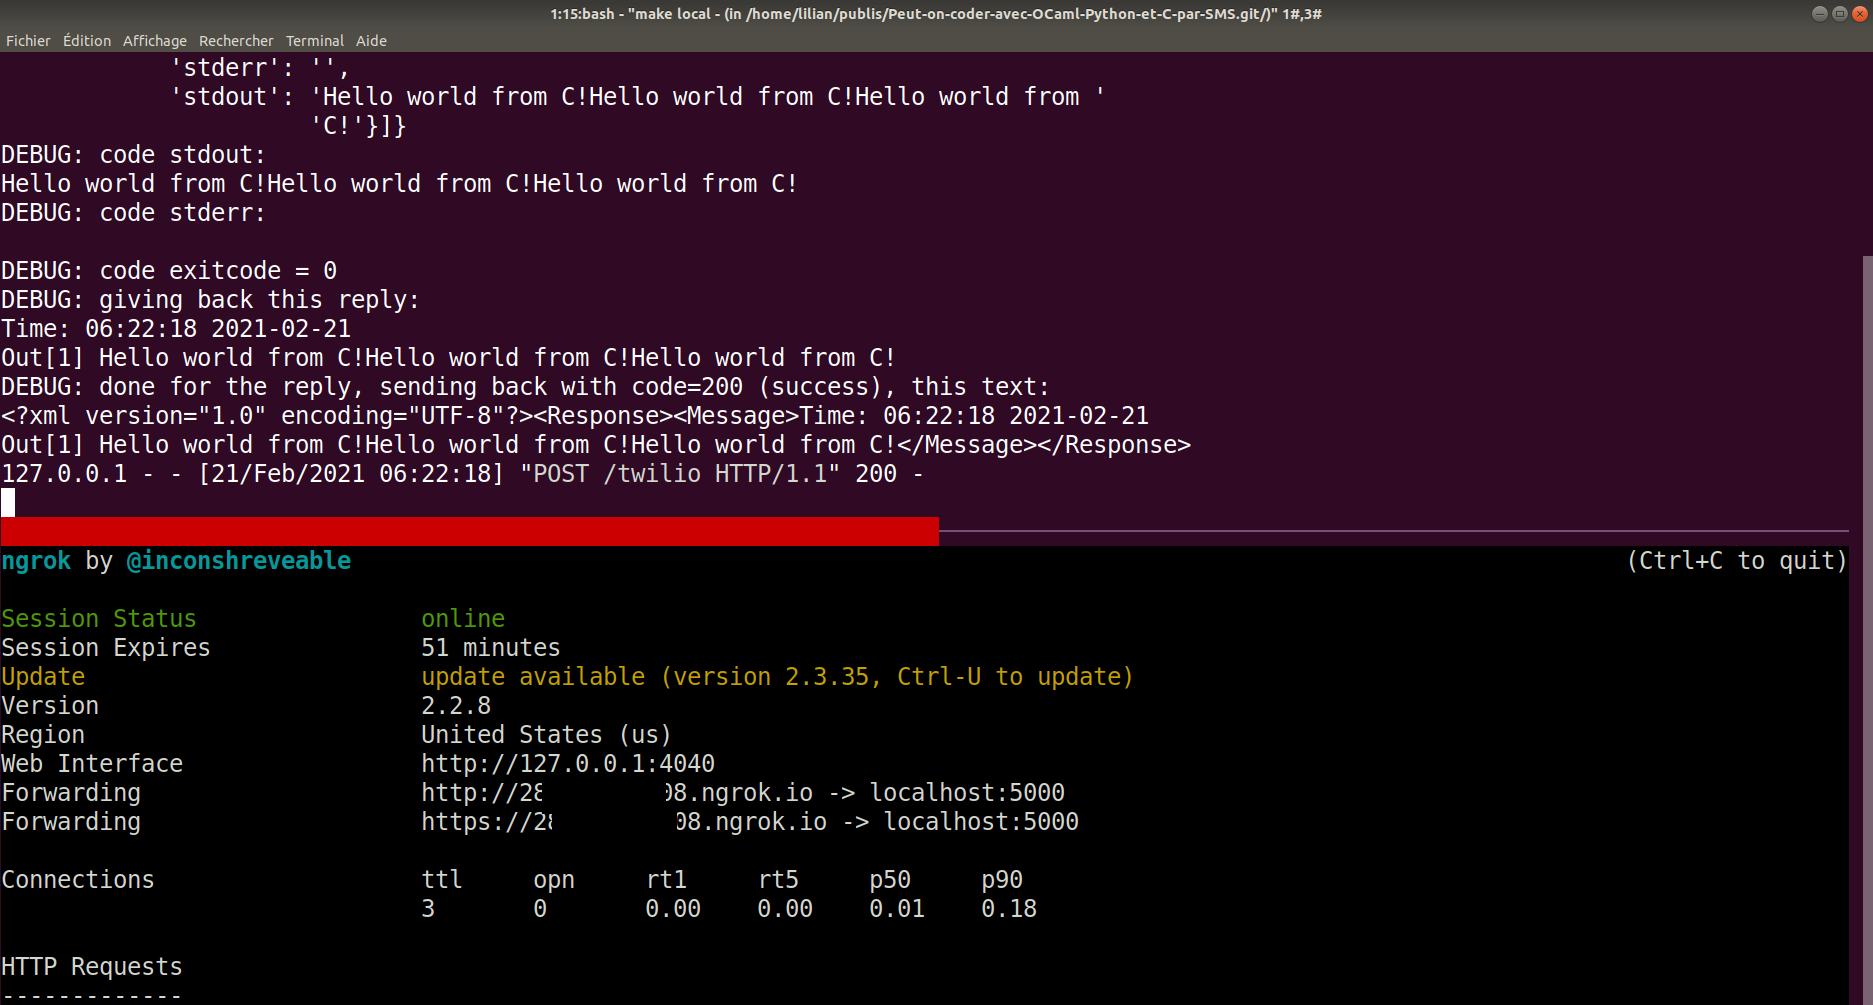 1:15:bash - "make local - (in /home/lilian/publis/Peut-on-coder-avec-OCaml-Python-et-C-par-SMS.git/)" 1#,3#
Fichier Édition Affichage Rechercher Terminal Aide
'stderr': '',
'stdout': 'Hello world from C!Hello world from C!Hello world from '
'C!'}]}
DEBUG: code stdout:
Hello world from C!Hello world from C!Hello world from C!
DEBUG: code stderr:
DEBUG: code exitcode = 0
DEBUG: giving back this reply:
Time: 06:22:18 2021-02-21
Out[1] Hello world from C!Hello world from C!Hello world from C!
DEBUG: done for the reply, sending back with code=200 (success), this text:
<?xml version="1.0" encoding="UTF-8"?><Response><Message>Time: 06:22:18 2021-02-21
Out[1] Hello world from C!Hello world from C!Hello world from C!</Message></Response>
127.0.0.1 - - [21/Feb/2021 06:22:18] "POST /twilio HTTP/1.1" 200 -
ngrok by @inconshreveable (Ctrl+C to quit)
Session Status online
Session Expires 51 minutes
Update update available (version 2.3.35, Ctrl-U to update)
Version 2.2.8
Region United States (us)
Web Interface http://127.0.0.1:4040
Forwarding http://28 08.ngrok.io -> localhost:5000
Forwarding https://28 08.ngrok.io -> localhost:5000
Connections ttl opn rt1 rt5 p50 p90
3 0 0.00 0.00 0.01 0.18
HTTP Requests
-------------